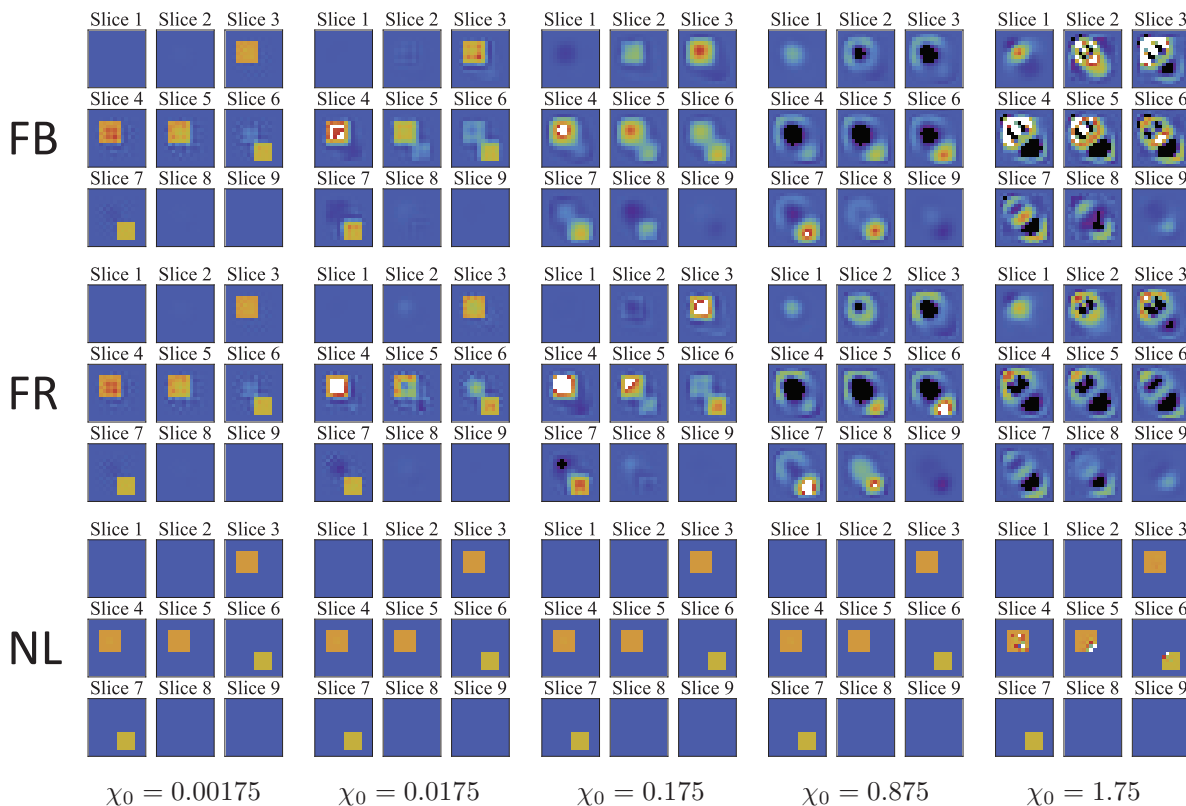 Slice 1 Slice 2 Slice 3 Slice 1 Slice 2 Slice 3 Slice 1 Slice 2 Slice 3 Slice 1 Slice 2 Slice 3 Slice 1 Slice 2 Slice 3
FB
Slice 4 Slice 5 Slice 6 Slice 4 Slice 5 Slice 6 Slice 4 Slice 5 Slice 6 Slice 4 Slice 5 Slice 6 Slice 4 Slice 5 Slice 6
Slice 7 Slice 8 Slice 9 Slice 7 Slice 8 Slice 9 Slice 7 Slice 8 Slice 9 Slice 7 Slice 8 Slice 9 Slice 7 Slice 8 Slice 9
Slice 1 Slice 2 Slice 3 Slice 1 Slice 2 Slice 3 Slice 1 Slice 2 Slice 3 Slice 1 Slice 2 Slice 3 Slice 1 Slice 2 Slice 3
FR
Slice 4 Slice 5 Slice 6 Slice 4 Slice 5 Slice 6 Slice 4 Slice 5 Slice 6 Slice 4 Slice 5 Slice 6 Slice 4 Slice 5 Slice 6
Slice 7 Slice 8 Slice 9 Slice 7 Slice 8 Slice 9 Slice 7 Slice 8 Slice 9 Slice 7 Slice 8 Slice 9 Slice 7 Slice 8 Slice 9
Slice 1 Slice 2 Slice 3 Slice 1 Slice 2 Slice 3 Slice 1 Slice 2 Slice 3 Slice 1 Slice 2 Slice 3 Slice 1 Slice 2 Slice 3
NL
Slice 4 Slice 5 Slice 6 Slice 4 Slice 5 Slice 6 Slice 4 Slice 5 Slice 6 Slice 4 Slice 5 Slice 6 Slice 4 Slice 5 Slice 6
Slice 7 Slice 8 Slice 9 Slice 7 Slice 8 Slice 9 Slice 7 Slice 8 Slice 9 Slice 7 Slice 8 Slice 9 Slice 7 Slice 8 Slice 9
χ₀ = 0.00175 χ₀ = 0.0175 χ₀ = 0.175 χ₀ = 0.875 χ₀ = 1.75